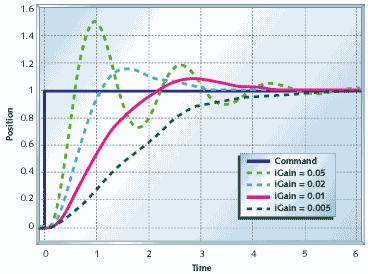 1.6
1.4
1.2
1
0.8
0.6
0.4
0.2
0
Position
Command
iGain = 0.05
iGain = 0.02
iGain = 0.01
iGain = 0.005
0 1 2 3 4 5 6
Time